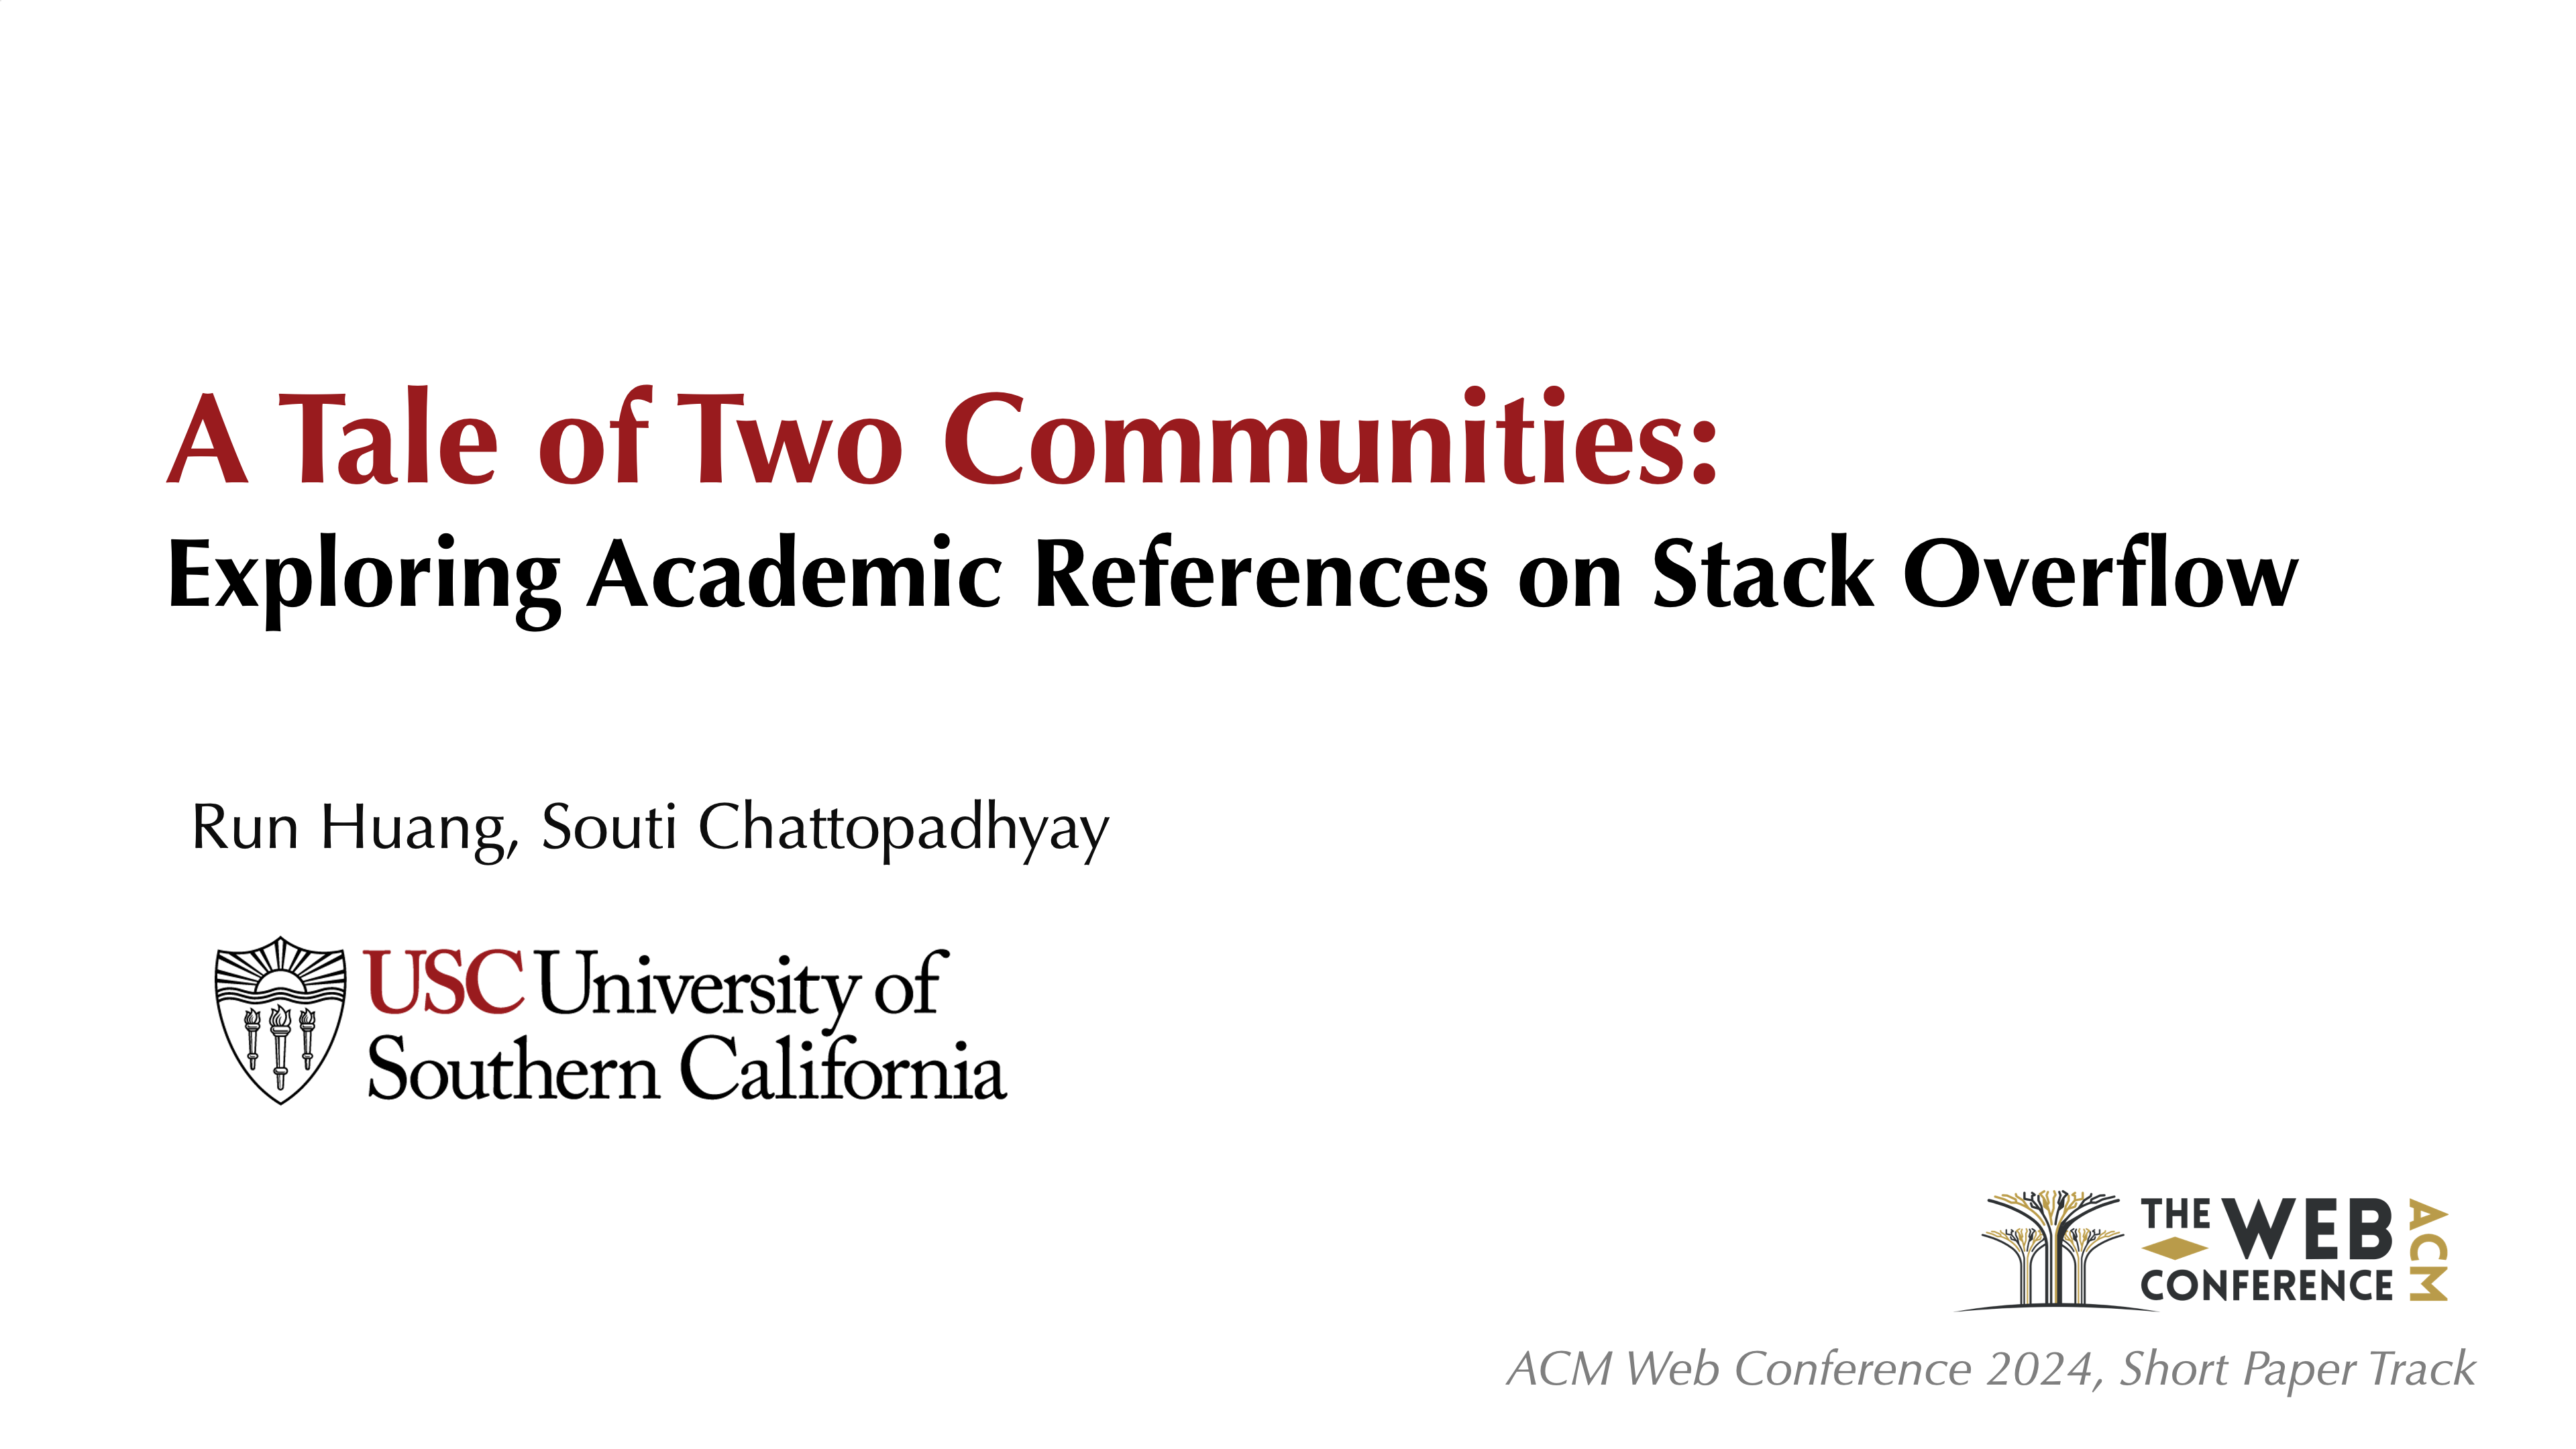 A Tale of Two Communities:
Exploring Academic References on Stack Overflow
Run Huang, Souti Chattopadhyay
USC University of
Southern California
THE WEB
CONFERENCE
ACM
ACM Web Conference 2024, Short Paper Track